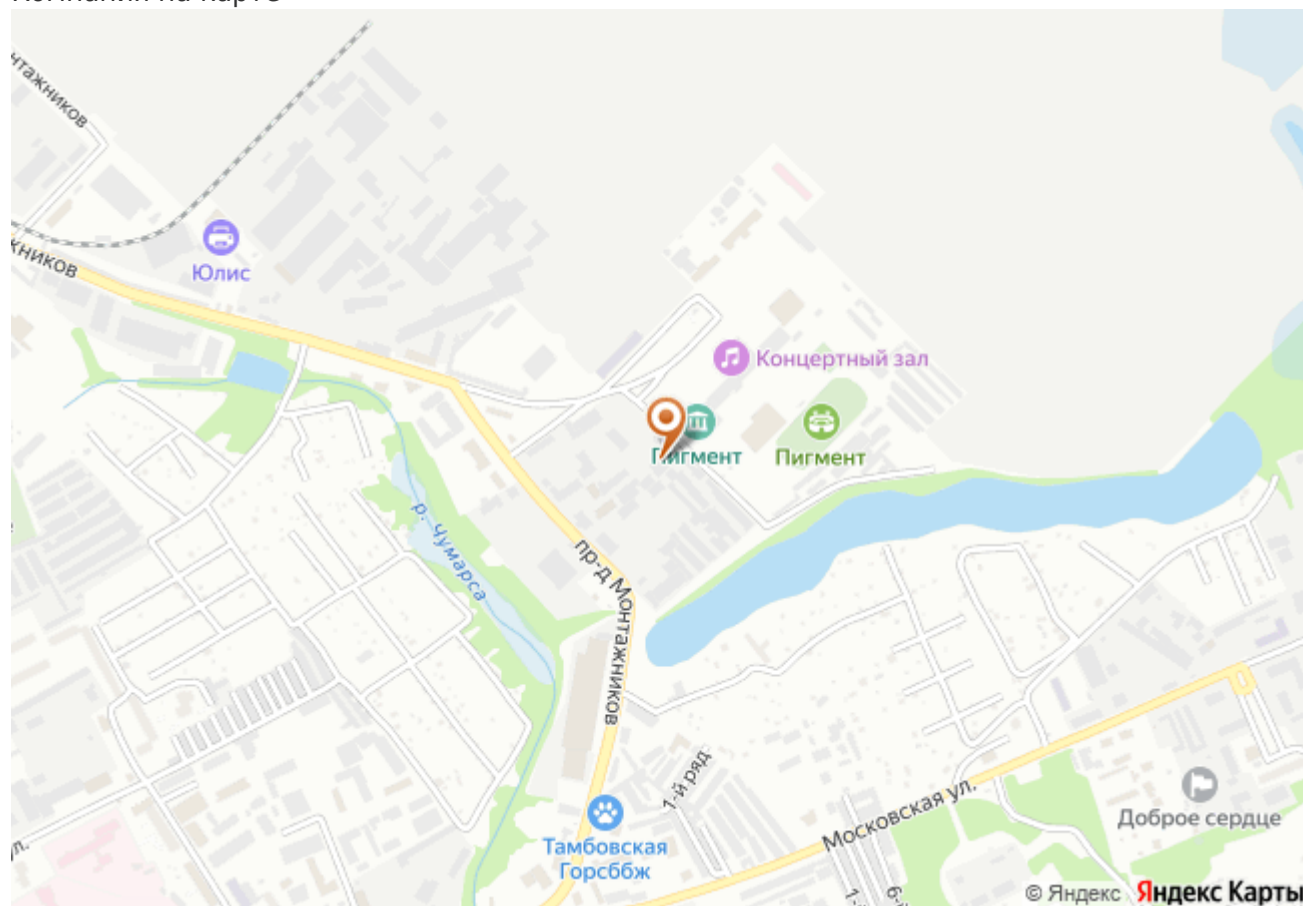 нтажников
жников
Юлис
Концертный зал
Пигмент
Пигмент
р. Чумарса
пр-д Монтажников
1-й ряд
Московская ул.
Доброе сердце
Тамбовская
Горсббж
ул.
© Яндекс Яндекс Карты